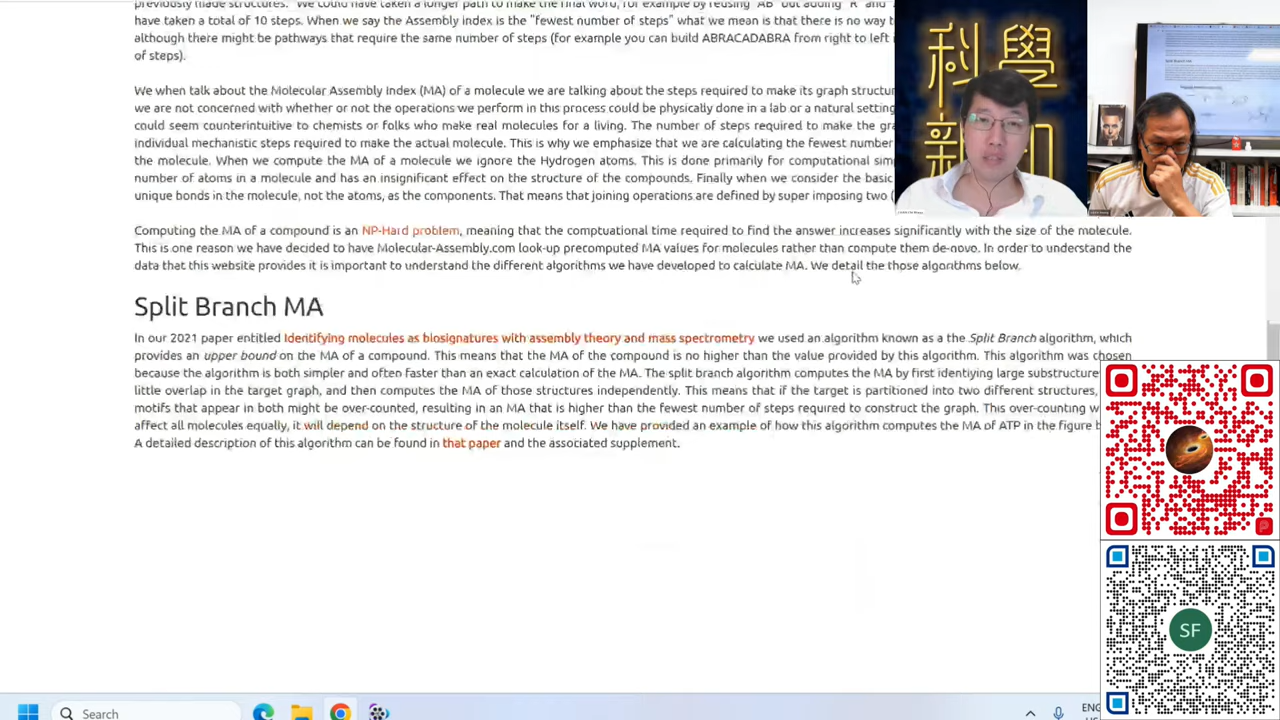 previously made structures. We could have taken a longer path to make the final word, for example by reusing "AB" but adding "R"
have taken a total of 10 steps. When we say the Assembly index is the "fewest number of steps" what we mean is that there is no way t
although there might be pathways that require the same number of steps (for example you can build ABRACADABRA from right to left
of steps).
We when talk about the Molecular Assembly Index (MA) of a molecule we are talking about the steps required to make its graph structur
we are not concerned with whether or not the operations we perform in this process could be physically done in a lab or a natural setting
could seem counterintuitive to chemists or folks who make real molecules for a living. The number of steps required to make the gra
individual mechanistic steps required to make the actual molecule. This is why we emphasize that we are calculating the fewest number
the molecule. When we compute the MA of a molecule we ignore the Hydrogen atoms. This is done primarily for computational sim
number of atoms in a molecule and has an insignificant effect on the structure of the compounds. Finally when we consider the basic
unique bonds in the molecule, not the atoms, as the components. That means that joining operations are defined by super imposing two (
Computing the MA of a compound is an NP-Hard problem, meaning that the comptuational time required to find the answer increases significantly with the size of the molecule.
This is one reason we have decided to have Molecular-Assembly.com look-up precomputed MA values for molecules rather than compute them de-novo. In order to understand the
data that this website provides it is important to understand the different algorithms we have developed to calculate MA. We detail the those algorithms below.
Split Branch MA
In our 2021 paper entitled Identifying molecules as biosignatures with assembly theory and mass spectrometry we used an algorithm known as a the Split Branch algorithm, which
provides an upper bound on the MA of a compound. This means that the MA of the compound is no higher than the value provided by this algorithm. This algorithm was chosen
because the algorithm is both simpler and often faster than an exact calculation of the MA. The split branch algorithm computes the MA by first identiying large substructure
little overlap in the target graph, and then computes the MA of those structures independently. This means that if the target is partitioned into two different structures,
motifs that appear in both might be over-counted, resulting in an MA that is higher than the fewest number of steps required to construct the graph. This over-counting w
affect all molecules equally, it will depend on the structure of the molecule itself. We have provided an example of how this algorithm computes the MA of ATP in the figure b
A detailed description of this algorithm can be found in that paper and the associated supplement.
科學
新知
SF
Search
ENG